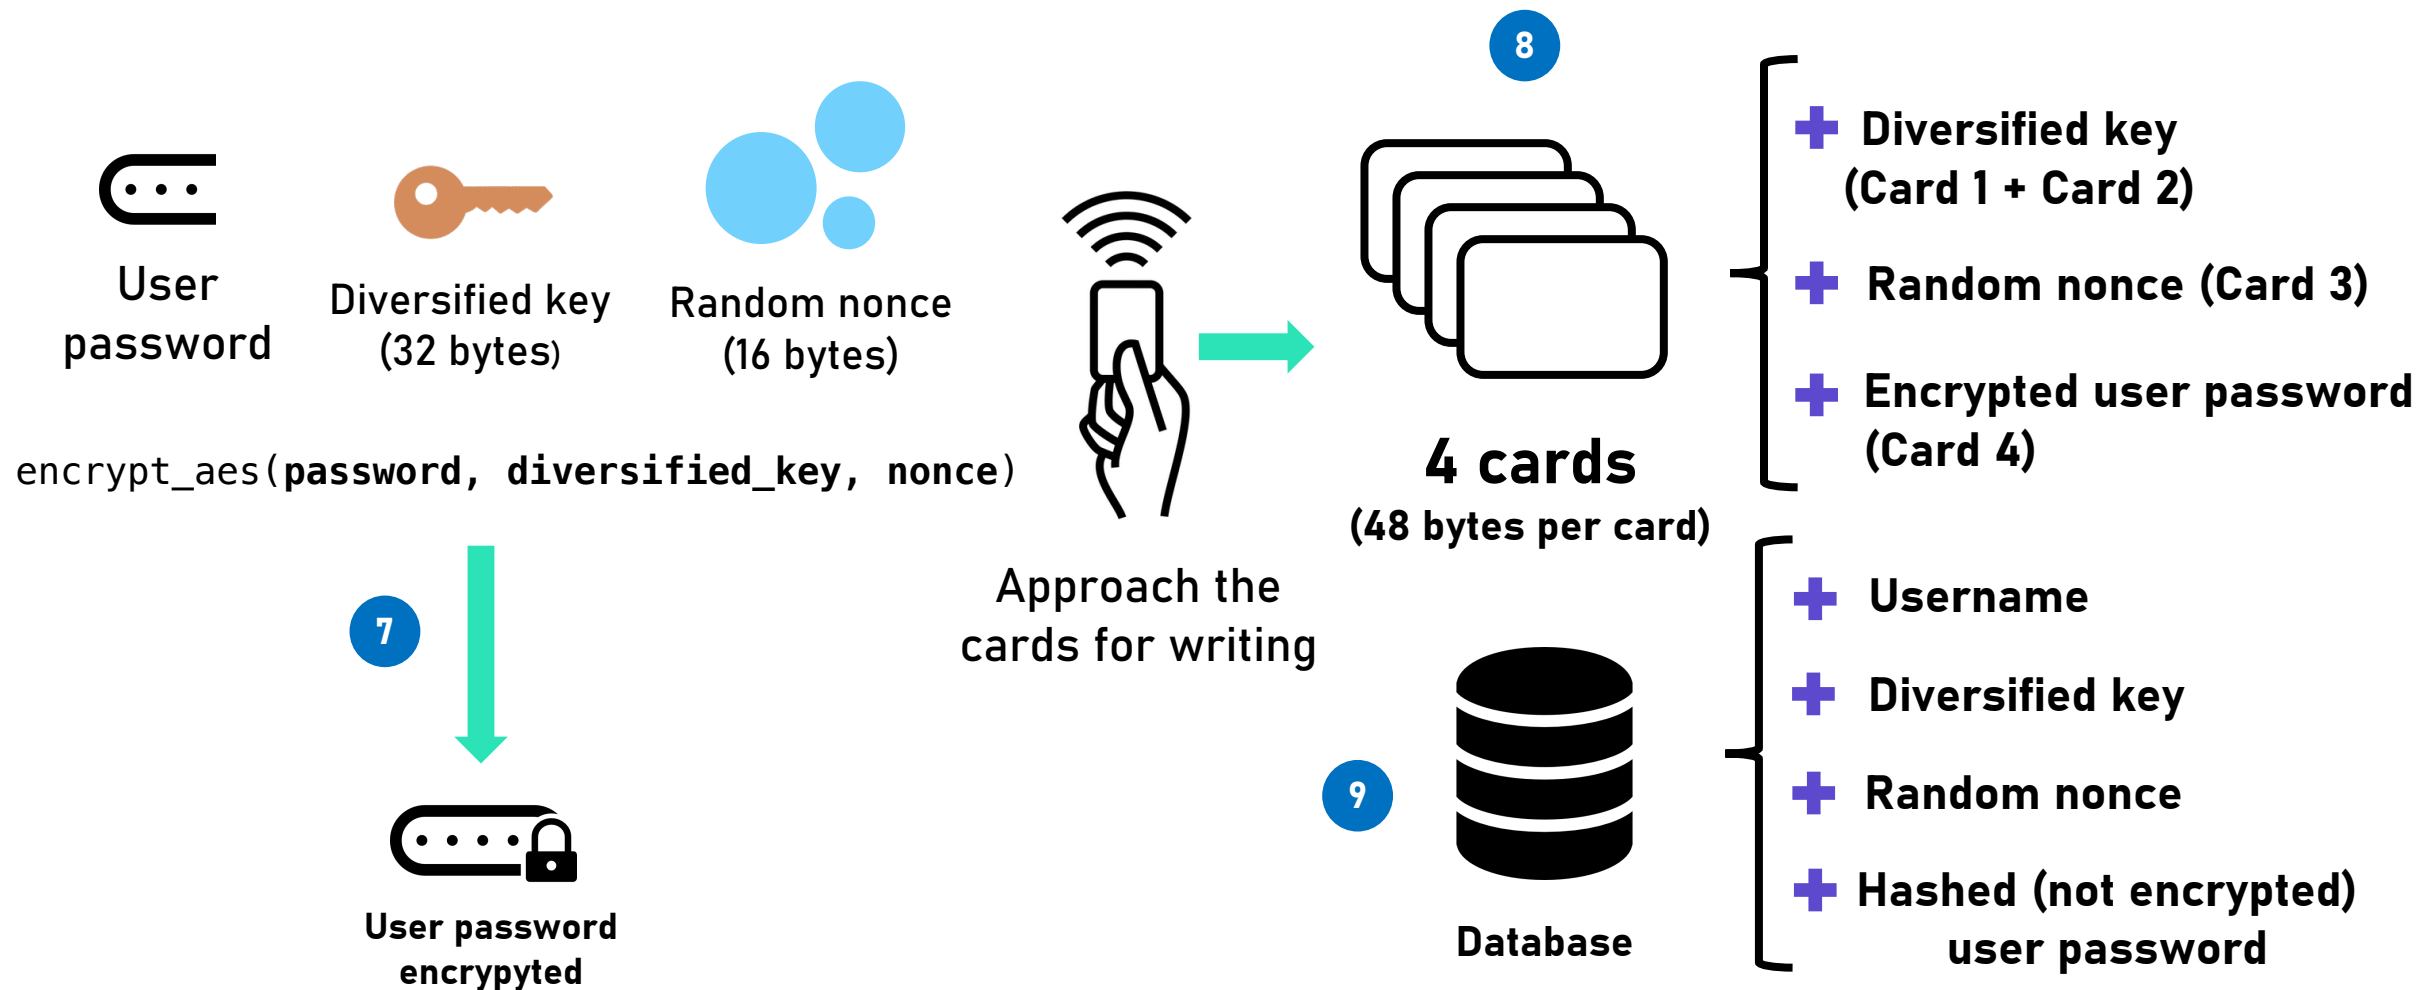 User
password
Diversified key
(32 bytes)
Random nonce
(16 bytes)
encrypt_aes(password, diversified_key, nonce)
7
User password
encrypyted
Approach the
cards for writing
8
4 cards
(48 bytes per card)
Diversified key
(Card 1 + Card 2)
Random nonce (Card 3)
Encrypted user password
(Card 4)
9
Database
Username
Diversified key
Random nonce
Hashed (not encrypted)
user password